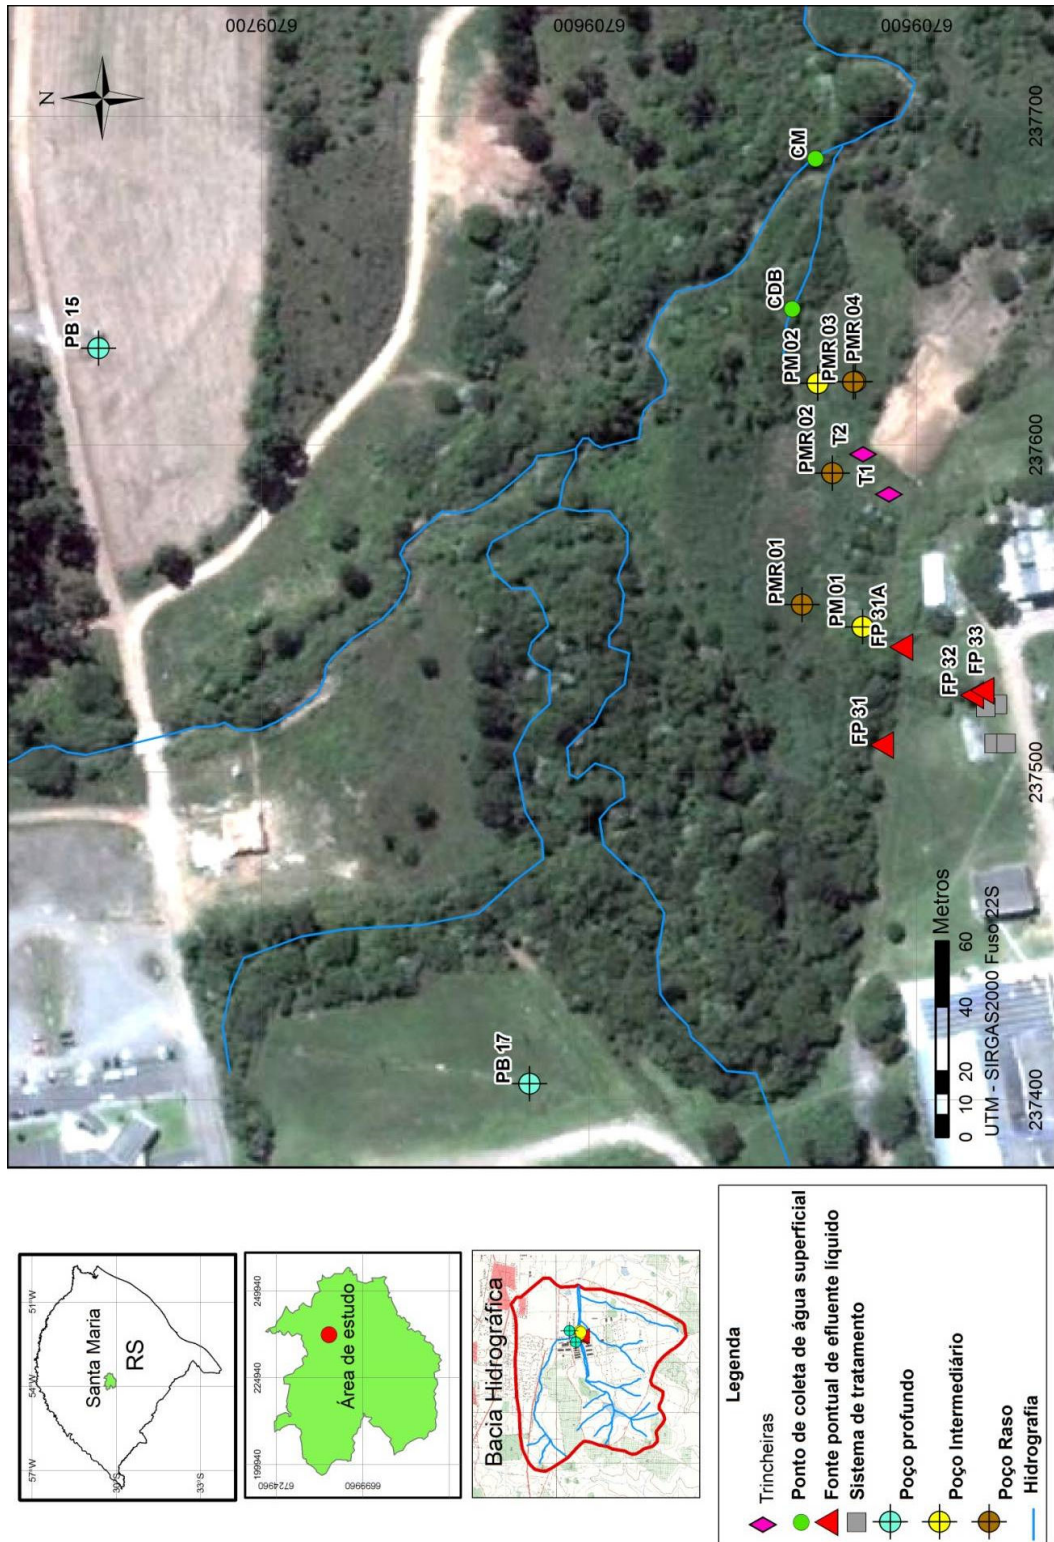 57°W
54°W
51°W
30°S
33°S
Santa Maria
RS
199940
224940
249940
6724960
6699960
Área de estudo
Bacia Hidrográfica
Legenda
Trincheiras
Ponto de coleta de água superficial
Fonte pontual de efluente líquido
Sistema de tratamento
Poço profundo
Poço Intermediário
Poço Raso
Hidrografia
N
6709700
6709600
6709500
PB 15
PB 17
CM
CDB
PM 02
PMR 03
PMR 04
PMR 02
T2
T1
PMR 01
PM 01
FP 31A
FP 31
FP 32
FP 33
0 10 20 40 60
Metros
UTM - SIRGAS2000 Fuso 22S
237400
237500
237600
237700